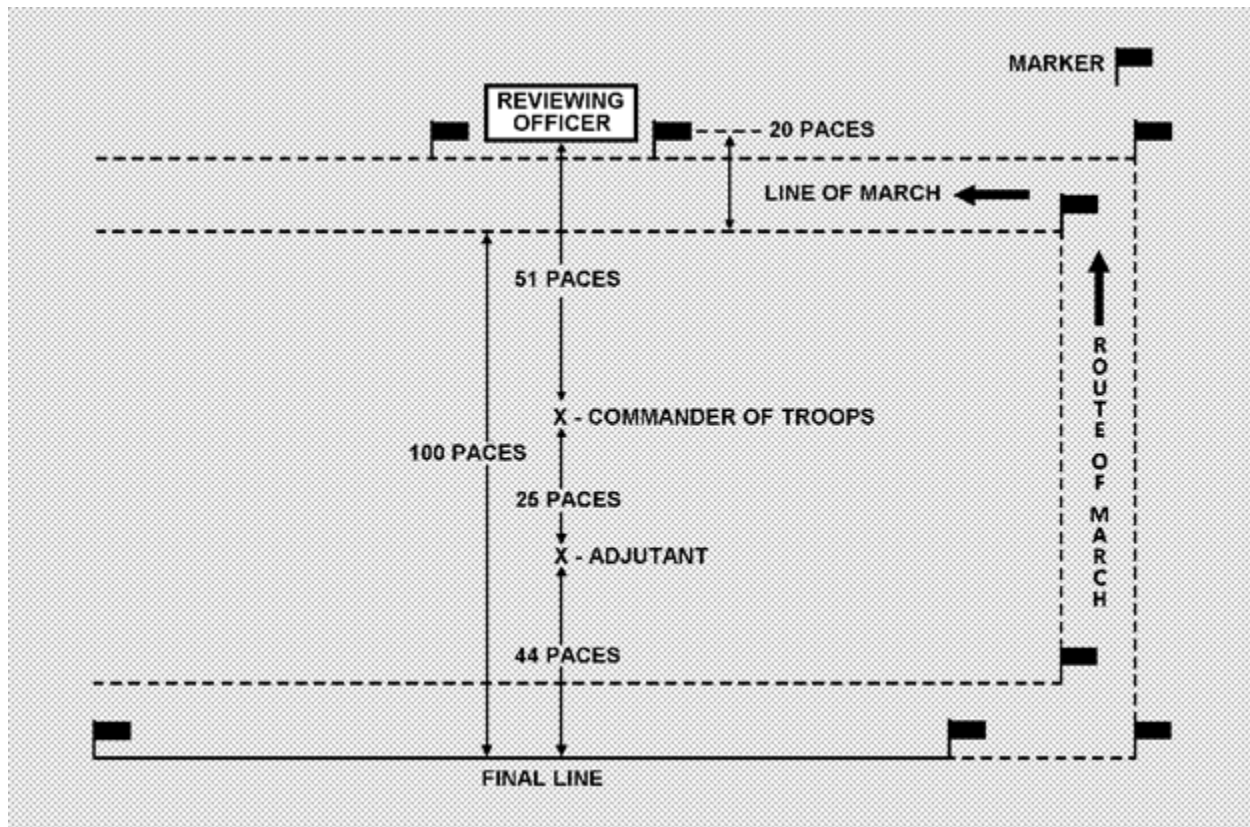 MARKER
REVIEWING
OFFICER
20 PACES
LINE OF MARCH
51 PACES
ROUTE OF MARCH
X - COMMANDER OF TROOPS
100 PACES
25 PACES
X - ADJUTANT
44 PACES
FINAL LINE